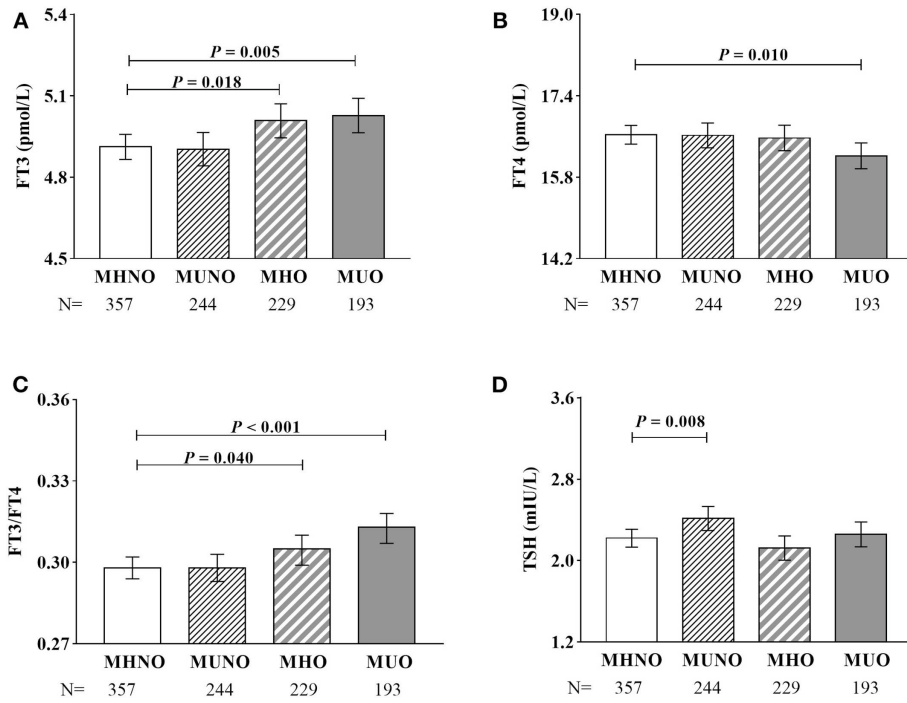 A
FT3 (pmol/L)
5.4
5.1
4.8
4.5
P = 0.005
P = 0.018
MHNO MUNO MHO MUO
N= 357 244 229 193
B
FT4 (pmol/L)
19.0
17.4
15.8
14.2
P = 0.010
MHNO MUNO MHO MUO
N= 357 244 229 193
C
FT3/FT4
0.36
0.33
0.30
0.27
P < 0.001
P = 0.040
MHNO MUNO MHO MUO
N= 357 244 229 193
D
TSH (mIU/L)
3.6
2.8
2.0
1.2
P = 0.008
MHNO MUNO MHO MUO
N= 357 244 229 193